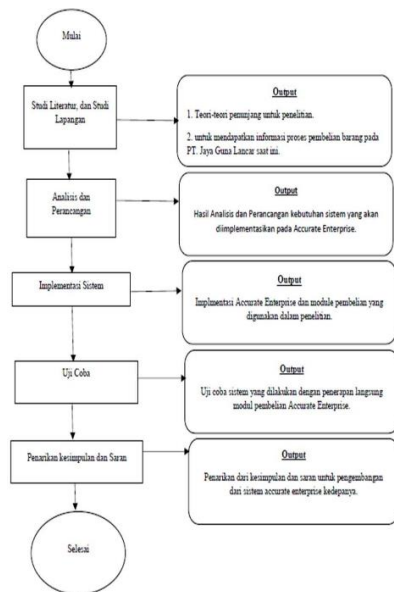 Mulai
Studi Literatur, dan Studi
Lapangan
Output
1. Teori-teori penunjang untuk penelitian.
2. untuk mendapatkan informasi proses pembelian barang pada
PT. Jaya Guna Lancar saat ini.
Analisis dan
Perancangan
Output
Hasil Analisis dan Perancangan kebutuhan sistem yang akan
diimplementasikan pada Accurate Enterprise.
Implementasi Sistem
Output
Implmentasi Accurate Enterprise dan module pembelian yang
digunakan dalam penelitian.
Uji Coba
Output
Uji coba sistem yang dilakukan dengan penerapan langsung
modul pembelian Accurate Enterprise.
Penarikan kesimpulan dan Saran
Output
Penarikan dari kesimpulan dan saran untuk pengembangan
dari sistem accurate enterprise kedepanya.
Selesai